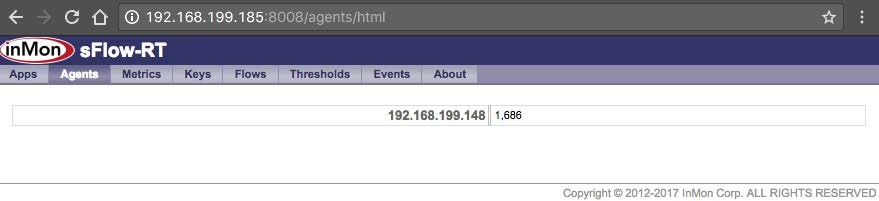 192.168.199.185:8008/agents/html
inMon sFlow-RT
Apps Agents Metrics Keys Flows Thresholds Events About
192.168.199.148 1,686
Copyright © 2012-2017 InMon Corp. ALL RIGHTS RESERVED